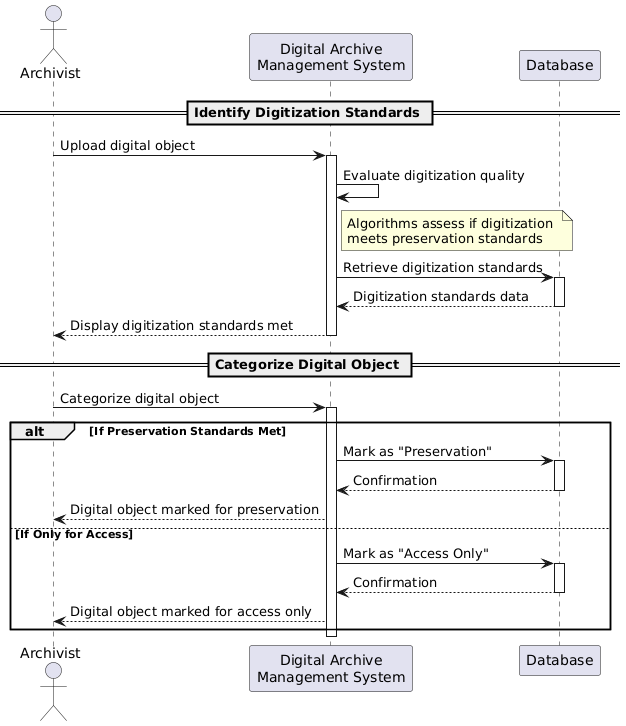 Archivist
Digital Archive
Management System
Database
Identify Digitization Standards
Upload digital object
Evaluate digitization quality
Algorithms assess if digitization
meets preservation standards
Retrieve digitization standards
Digitization standards data
Display digitization standards met
Categorize Digital Object
Categorize digital object
alt [If Preservation Standards Met]
Mark as "Preservation"
Confirmation
Digital object marked for preservation
[If Only for Access]
Mark as "Access Only"
Confirmation
Digital object marked for access only
Archivist
Digital Archive
Management System
Database